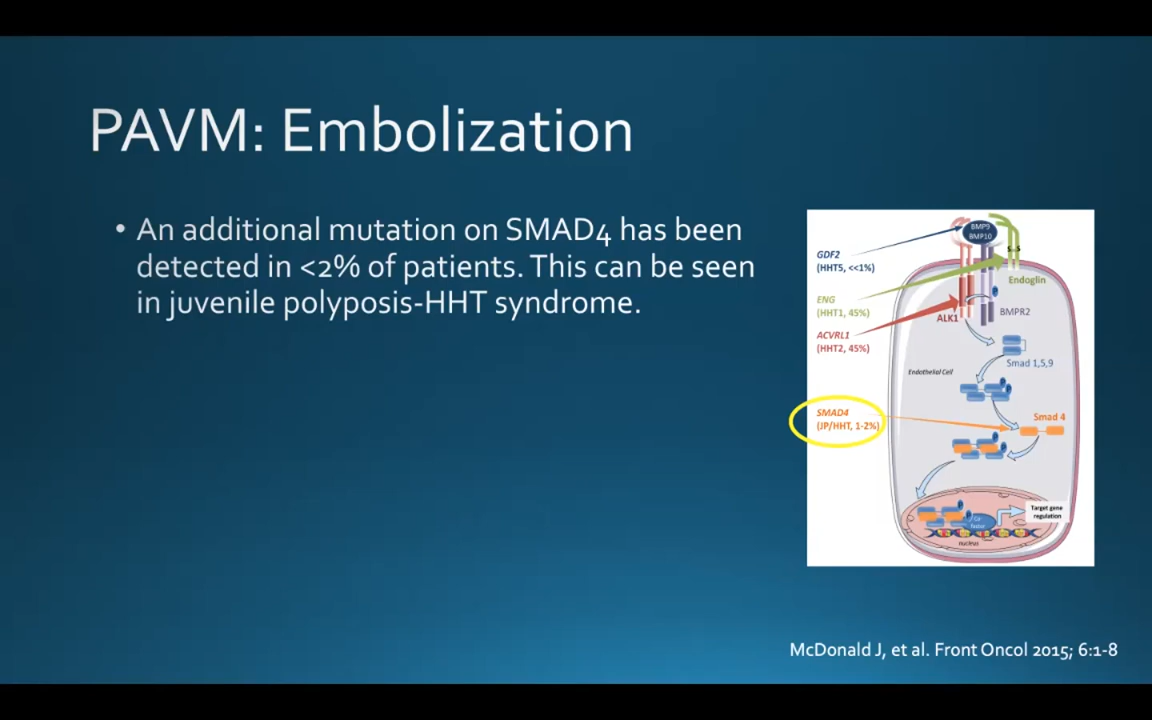 PAVM: Embolization
• An additional mutation on SMAD4 has been
detected in <2% of patients. This can be seen
in juvenile polyposis-HHT syndrome.
BMP9
BMP10
GDF2
(HHT5, <<1%)
Endoglin
ENG
(HHT1, 45%)
ALK1
BMPR2
ACVRL1
(HHT2, 45%)
Smad 1,5,9
Endothelial Cell
SMAD4
(JP/HHT, 1-2%)
Smad 4
Target gene
regulation
nucleus
McDonald J, et al. Front Oncol 2015; 6:1-8